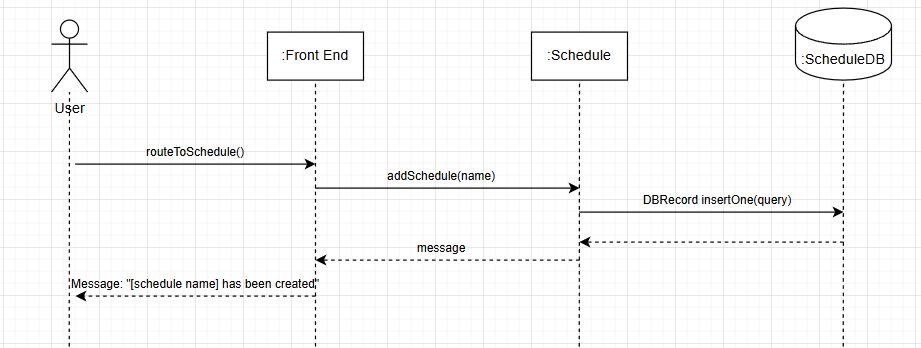 :Front End
:Schedule
:ScheduleDB
User
routeToSchedule()
addSchedule(name)
DBRecord insertOne(query)
message
Message: "[schedule name] has been created"